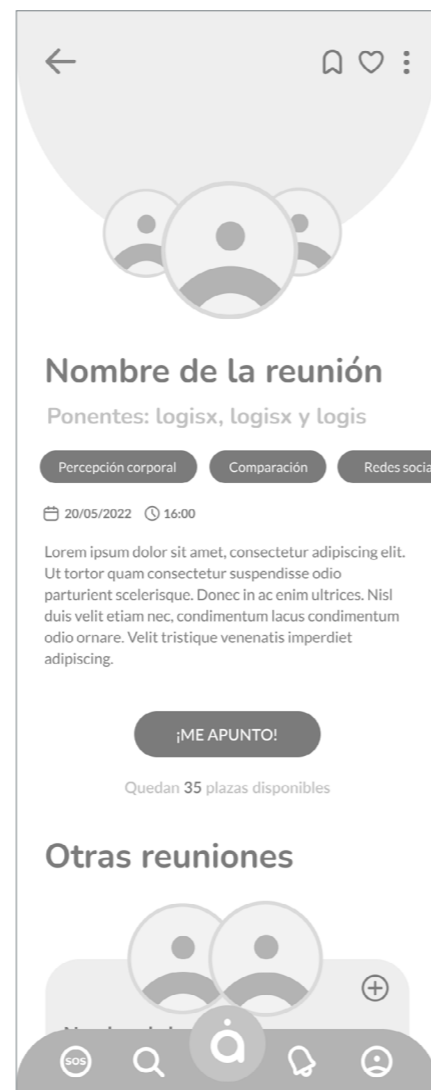 Nombre de la reunión
Ponentes: logisx, logisx y logis
Percepción corporal Comparación Redes socia
20/05/2022 16:00
Lorem ipsum dolor sit amet, consectetur adipiscing elit.
Ut tortor quam consectetur suspendisse odio
parturient scelerisque. Donec in ac enim ultrices. Nisl
duis velit etiam nec, condimentum lacus condimentum
odio ornare. Velit tristique venenatis imperdiet
adipiscing.
¡ME APUNTO!
Quedan 35 plazas disponibles
Otras reuniones
SOS